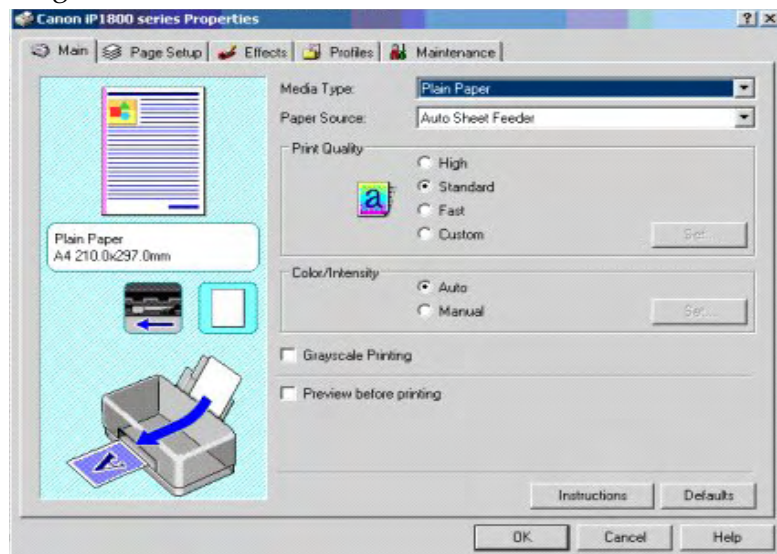 Canon iP1800 series Properties
Main Page Setup Effects Profiles Maintenance
Media Type: Plain Paper
Paper Source: Auto Sheet Feeder
Print Quality
High
Standard
Fast
Custom Set...
Plain Paper
A4 210.0x297.0mm
Color/Intensity
Auto
Manual Set...
Grayscale Printing
Preview before printing
Instructions Defaults
OK Cancel Help